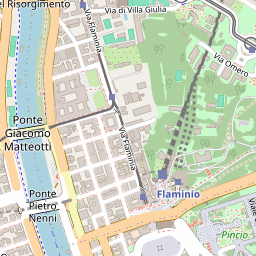 el Risorgimento
Via di Villa Giulia
Via Flaminia
Via Omero
Ponte
Giacomo
Matteotti
Via Flaminia
Flaminio
Ponte
Pietro
Nenni
Pincio